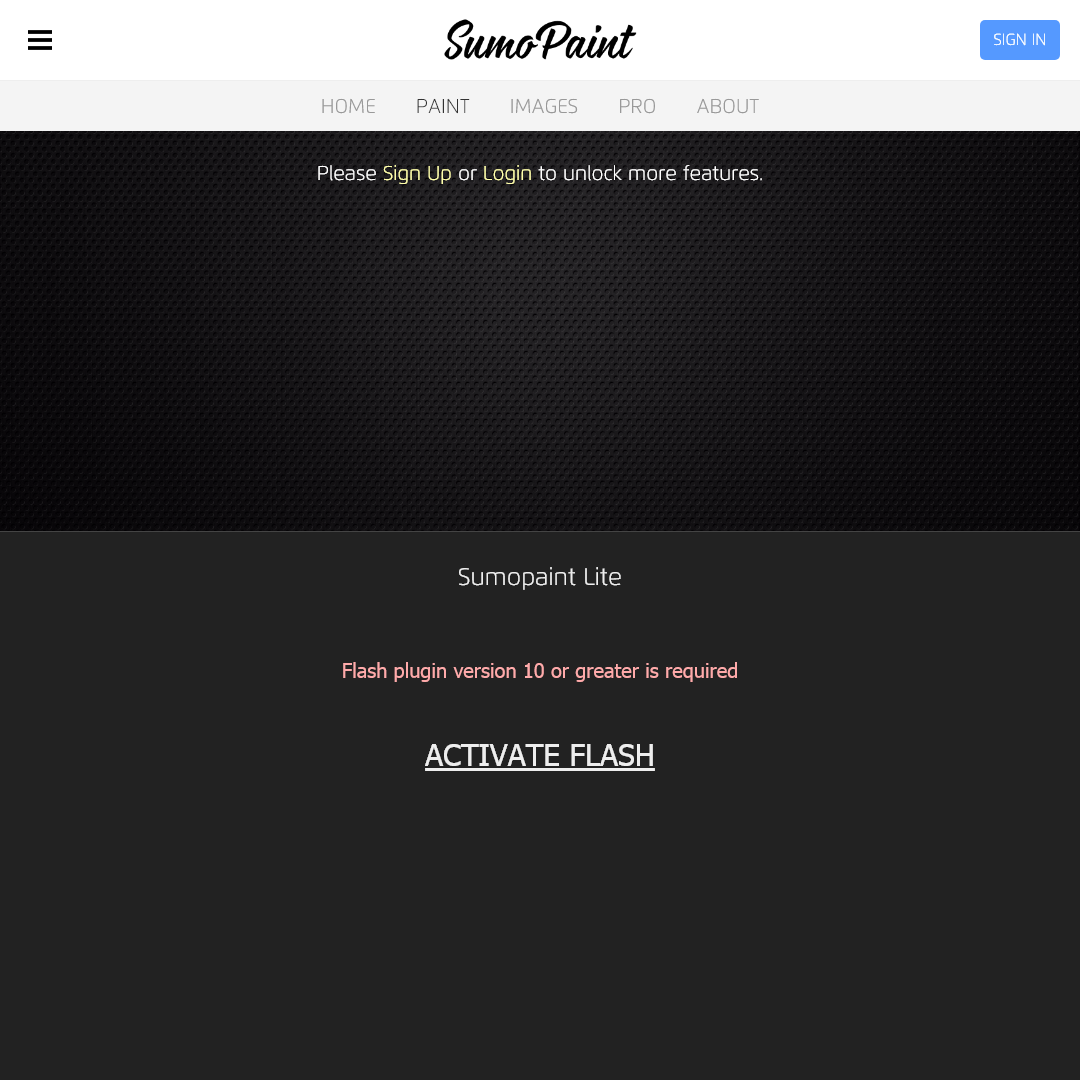 SumoPaint
SIGN IN
HOME PAINT IMAGES PRO ABOUT
Please Sign Up or Login to unlock more features.
Sumopaint Lite
Flash plugin version 10 or greater is required
ACTIVATE FLASH